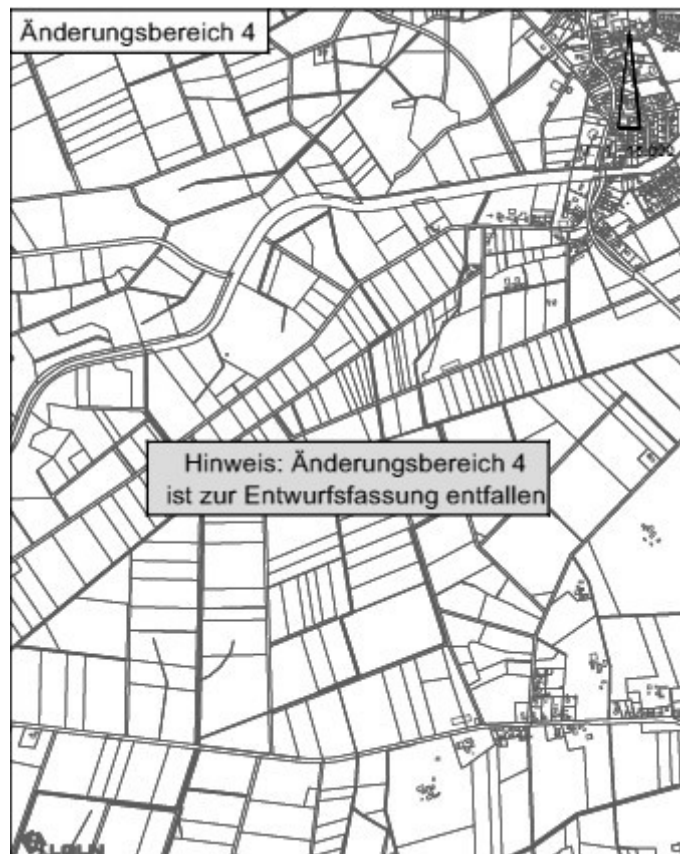 Änderungsbereich 4
Hinweis: Änderungsbereich 4
ist zur Entwurfsfassung entfallen